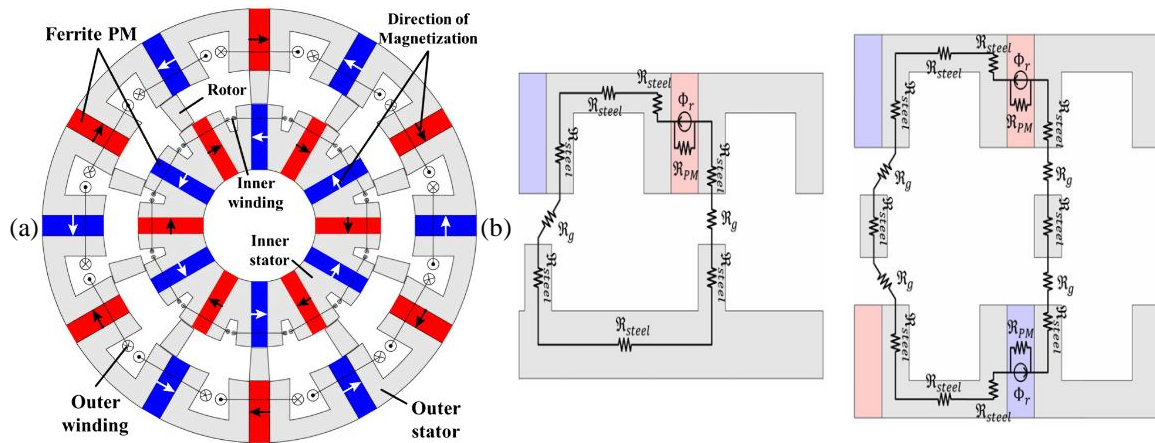 (a)
Ferrite PM
Direction of
Magnetization
Rotor
Inner
winding
Inner
stator
Outer
winding
Outer
stator
(b)
ℜsteel
ℜsteel
Φr
ℜPM
ℜsteel
ℜsteel
ℜg
ℜg
ℜsteel
ℜsteel
ℜsteel
ℜsteel
ℜsteel
Φr
ℜPM
ℜsteel
ℜsteel
ℜg
ℜg
ℜsteel
ℜsteel
ℜg
ℜg
ℜsteel
ℜsteel
ℜPM
ℜsteel
Φr
ℜsteel